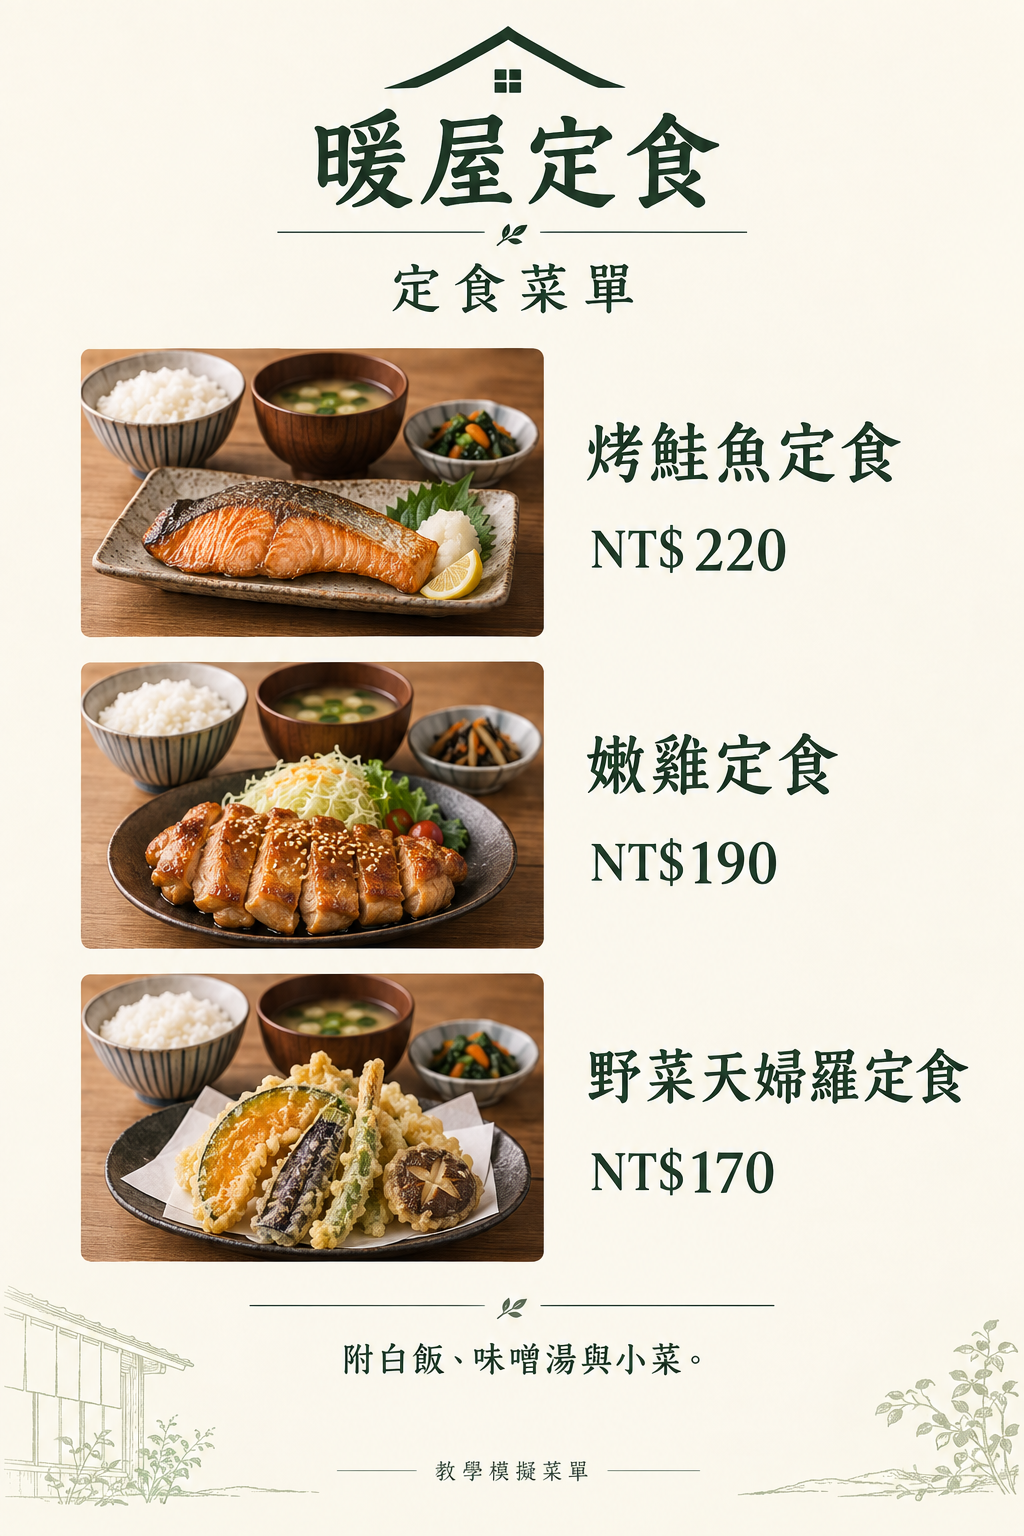 暖屋定食
定食菜單
烤鮭魚定食
NT$220
嫩雞定食
NT$190
野菜天婦羅定食
NT$170
附白飯、味噌湯與小菜。
教學模擬菜單